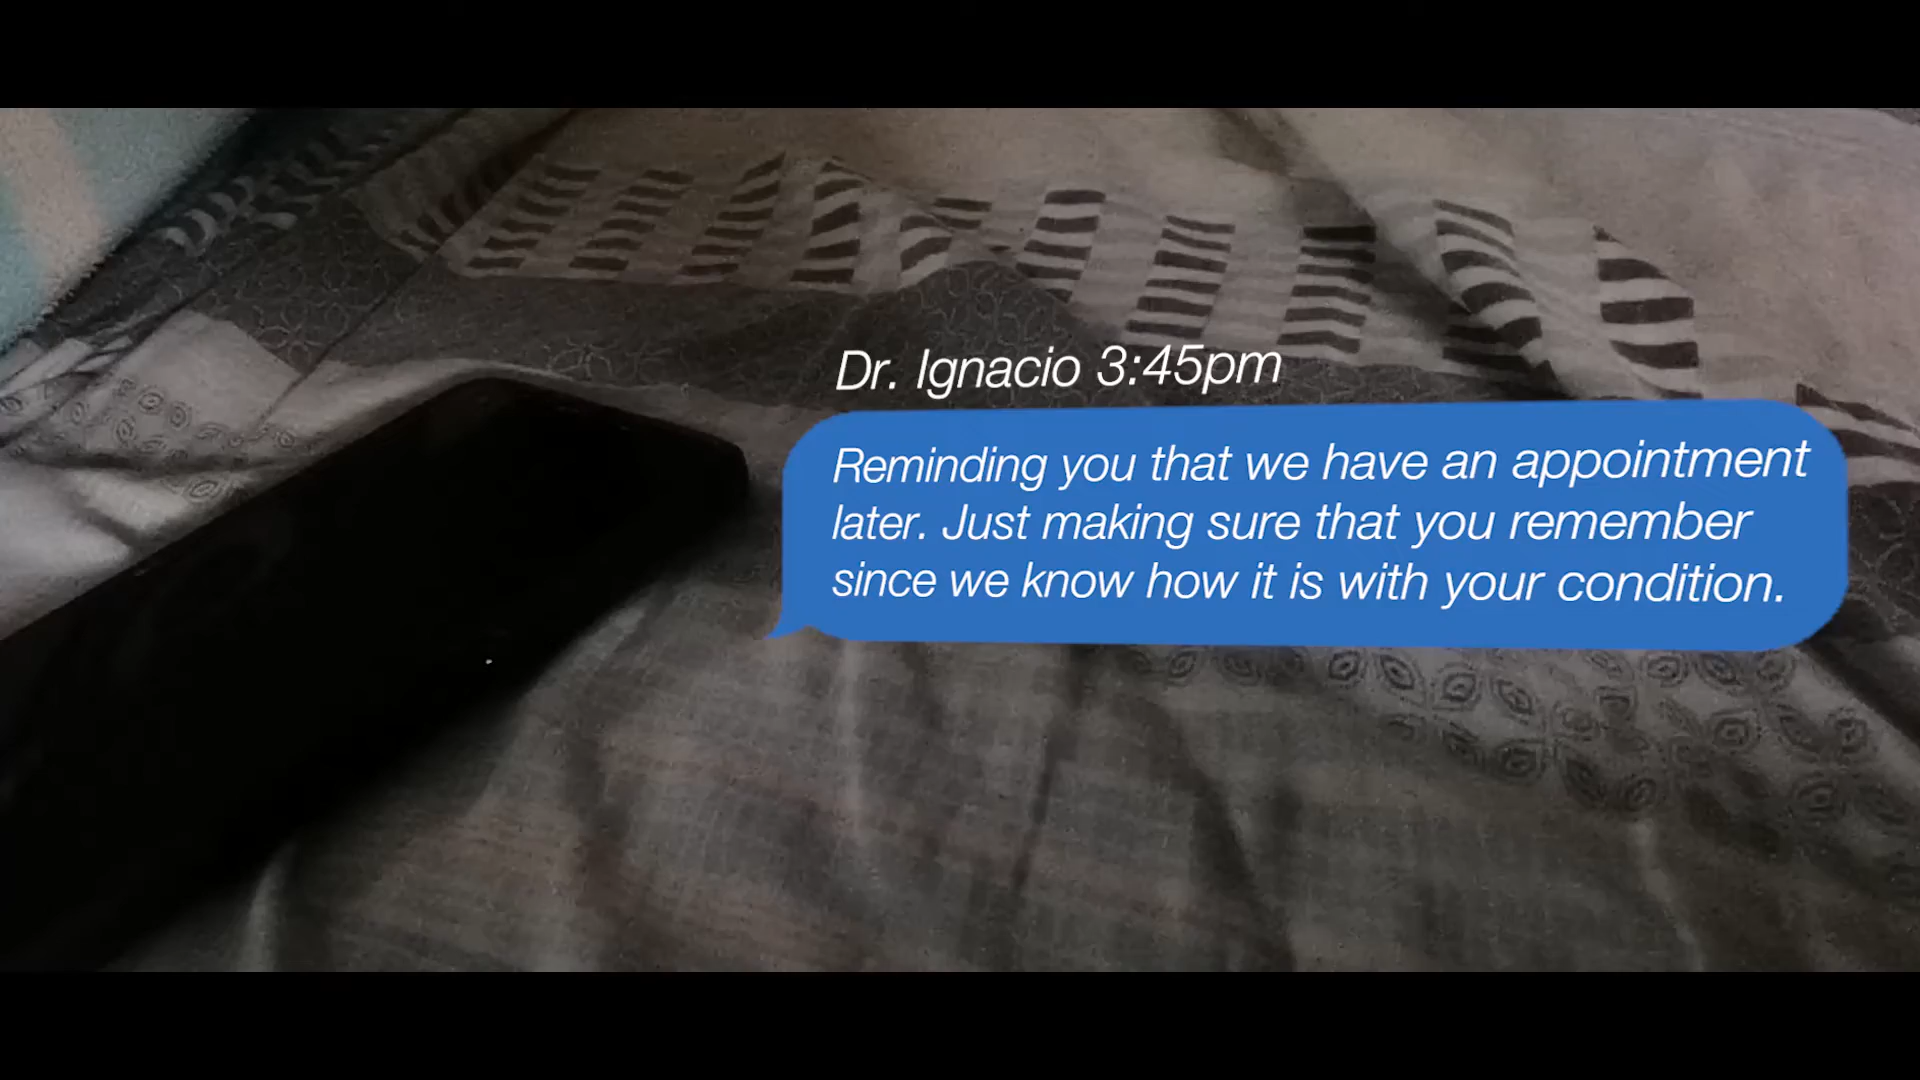 Dr. Ignacio 3:45pm
Reminding you that we have an appointment
later. Just making sure that you remember
since we know how it is with your condition.